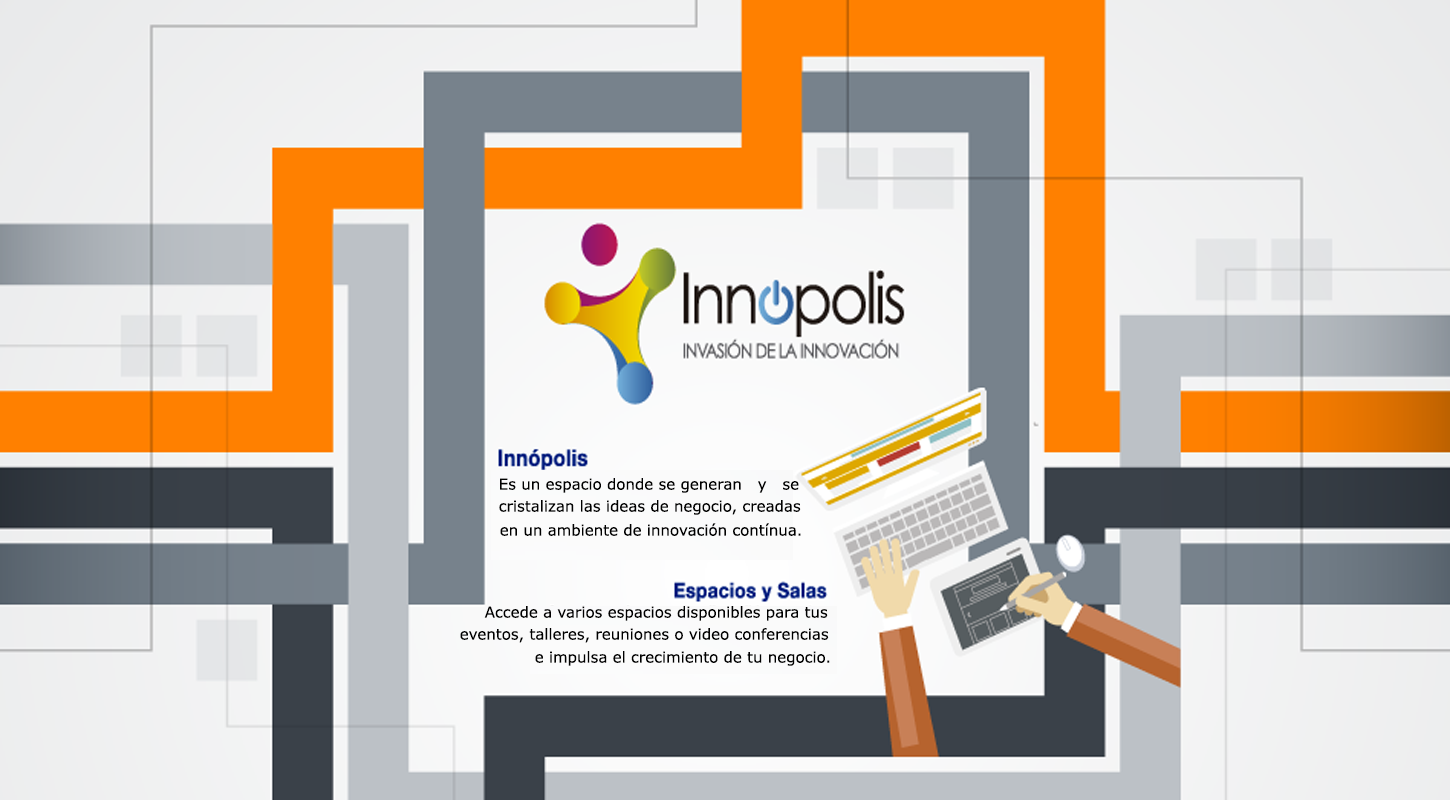 Innópolis
INVASIÓN DE LA INNOVACIÓN
Innópolis
Es un espacio donde se generan y se
cristalizan las ideas de negocio, creadas
en un ambiente de innovación contínua.
Espacios y Salas
Accede a varios espacios disponibles para tus
eventos, talleres, reuniones o video conferencias
e impulsa el crecimiento de tu negocio.